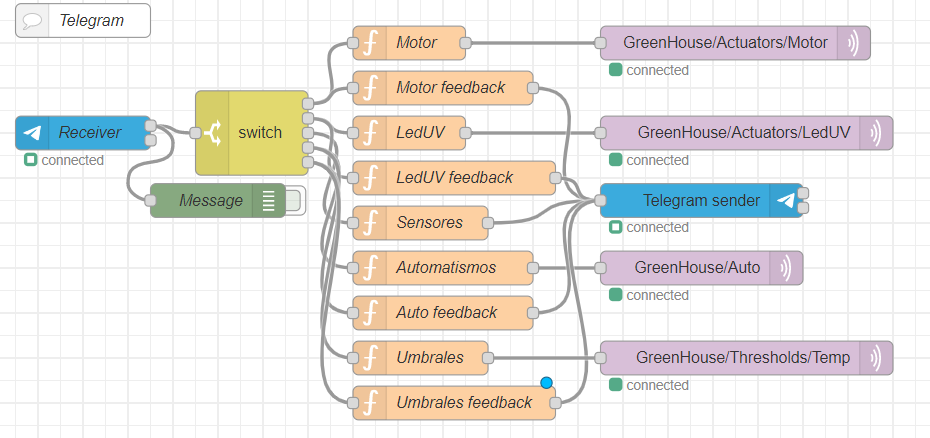 Telegram
Motor
GreenHouse/Actuators/Motor
connected
Motor feedback
Receiver
connected
switch
LedUV
GreenHouse/Actuators/LedUV
connected
LedUV feedback
Message
Telegram sender
connected
Sensores
Automatismos
GreenHouse/Auto
connected
Auto feedback
Umbrales
GreenHouse/Thresholds/Temp
connected
Umbrales feedback